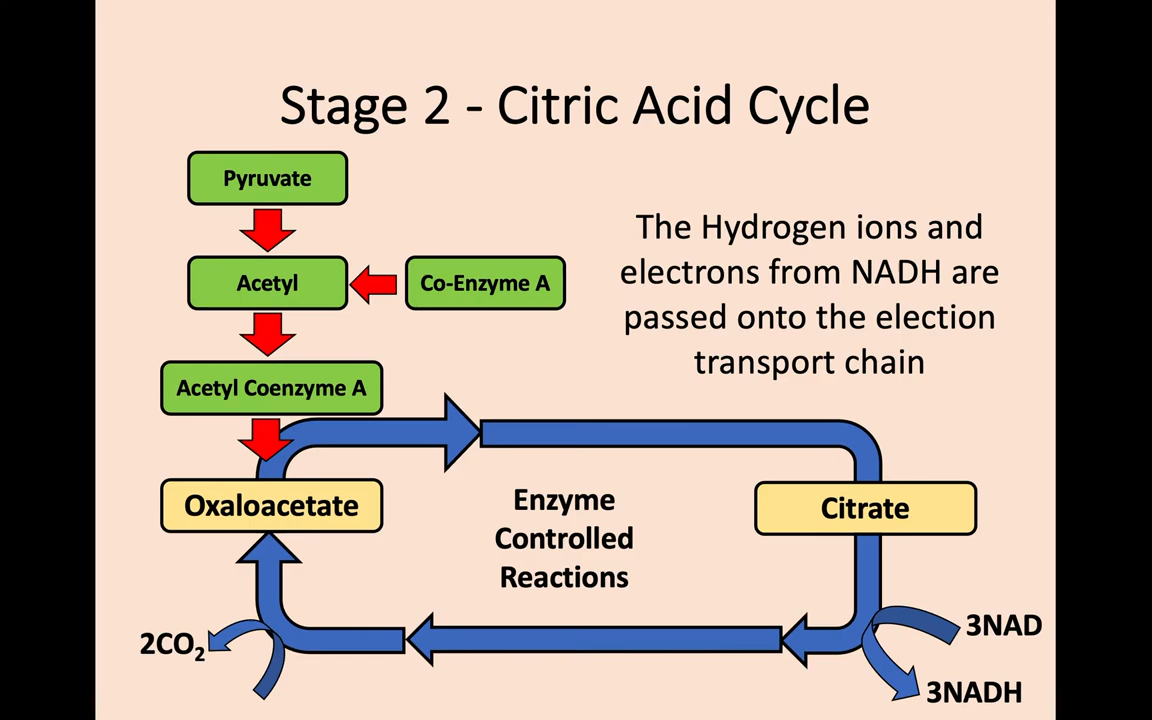 Stage 2 - Citric Acid Cycle
Pyruvate
Acetyl
Co-Enzyme A
Acetyl Coenzyme A
The Hydrogen ions and
electrons from NADH are
passed onto the election
transport chain
Oxaloacetate
Enzyme
Controlled
Reactions
Citrate
3NAD
3NADH
2CO₂